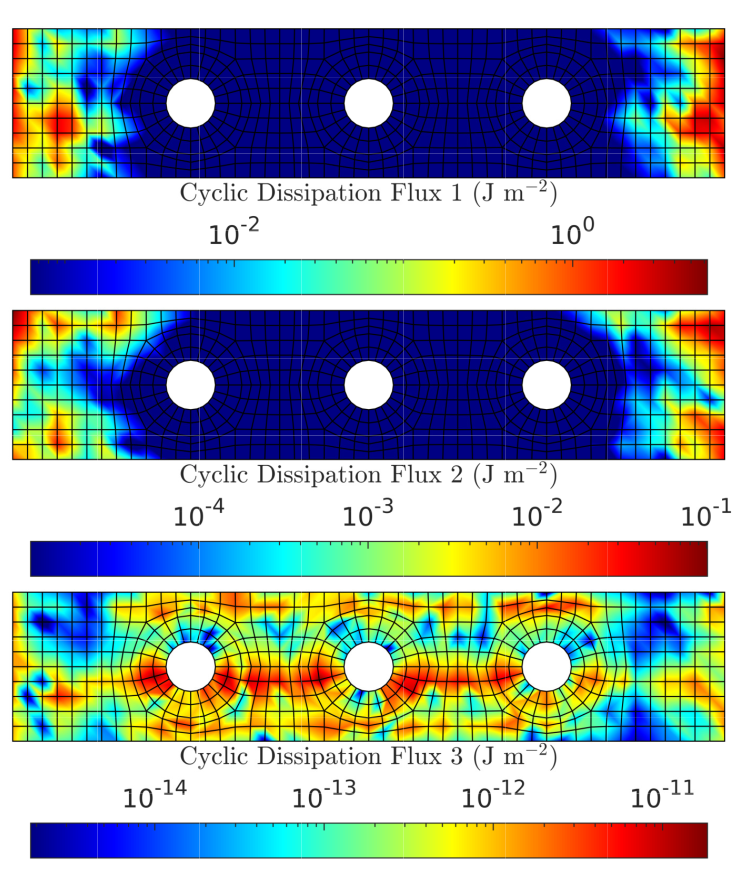 Cyclic Dissipation Flux 1 (J m⁻²)
10⁻² 10⁰
Cyclic Dissipation Flux 2 (J m⁻²)
10⁻⁴ 10⁻³ 10⁻² 10⁻¹
Cyclic Dissipation Flux 3 (J m⁻²)
10⁻¹⁴ 10⁻¹³ 10⁻¹² 10⁻¹¹